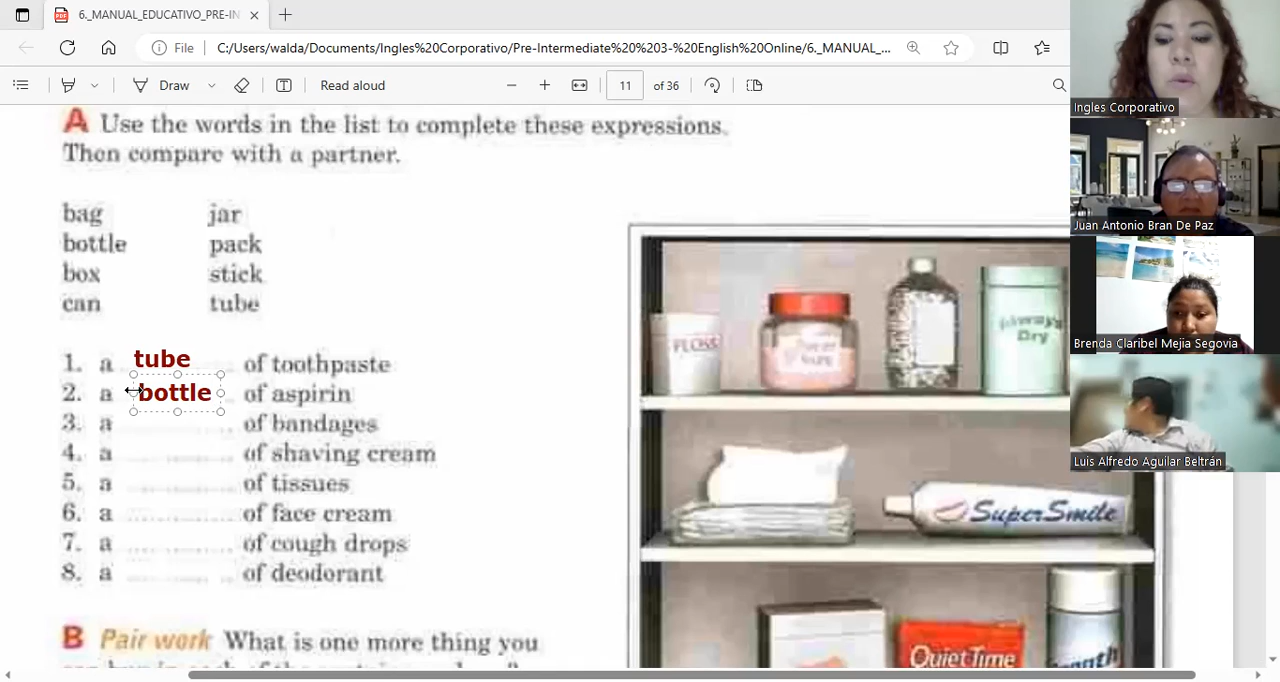 6._MANUAL_EDUCATIVO_PRE-IN
File
C:/Users/walda/Documents/Ingles%20Corporativo/Pre-Intermediate%20%203-%20English%20Online/6._MANUAL_...
Draw
Read aloud
11 of 36
A Use the words in the list to complete these expressions.
Then compare with a partner.
bag jar
bottle pack
box stick
can tube
1. a tube of toothpaste
2. a bottle of aspirin
3. a of bandages
4. a of shaving cream
5. a of tissues
6. a of face cream
7. a of cough drops
8. a of deodorant
B Pair work What is one more thing you
FLOSS
Always
Dry
SuperSmile
QuietTime
Ingles Corporativo
Juan Antonio Bran De Paz
Brenda Claribel Mejia Segovia
Luis Alfredo Aguilar Beltrán